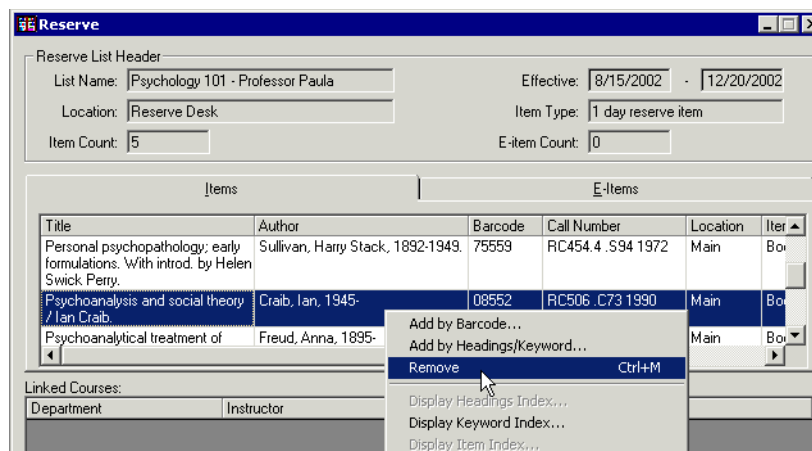 Reserve
Reserve List Header
List Name: Psychology 101 - Professor Paula Effective: 8/15/2002 - 12/20/2002
Location: Reserve Desk Item Type: 1 day reserve item
Item Count: 5 E-item Count: 0
Items E-Items
Title Author Barcode Call Number Location Iter
Personal psychopathology; early Sullivan, Harry Stack, 1892-1949. 75559 RC454.4 .S94 1972 Main Bo
formulations. With introd. by Helen
Swick Perry.
Psychoanalysis and social theory Craib, Ian, 1945- 08552 RC506 .C73 1990 Main Bo
/ Ian Craib.
Psychoanalytical treatment of Freud, Anna, 1895- Main Bo
Add by Barcode...
Add by Headings/Keyword...
Remove Ctrl+M
Linked Courses:
Department Instructor
Display Headings Index...
Display Keyword Index...
Display Item Index...